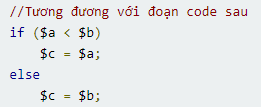 //Tương đương với đoạn code sau
if ($a < $b)
    $c = $a;
else
    $c = $b;